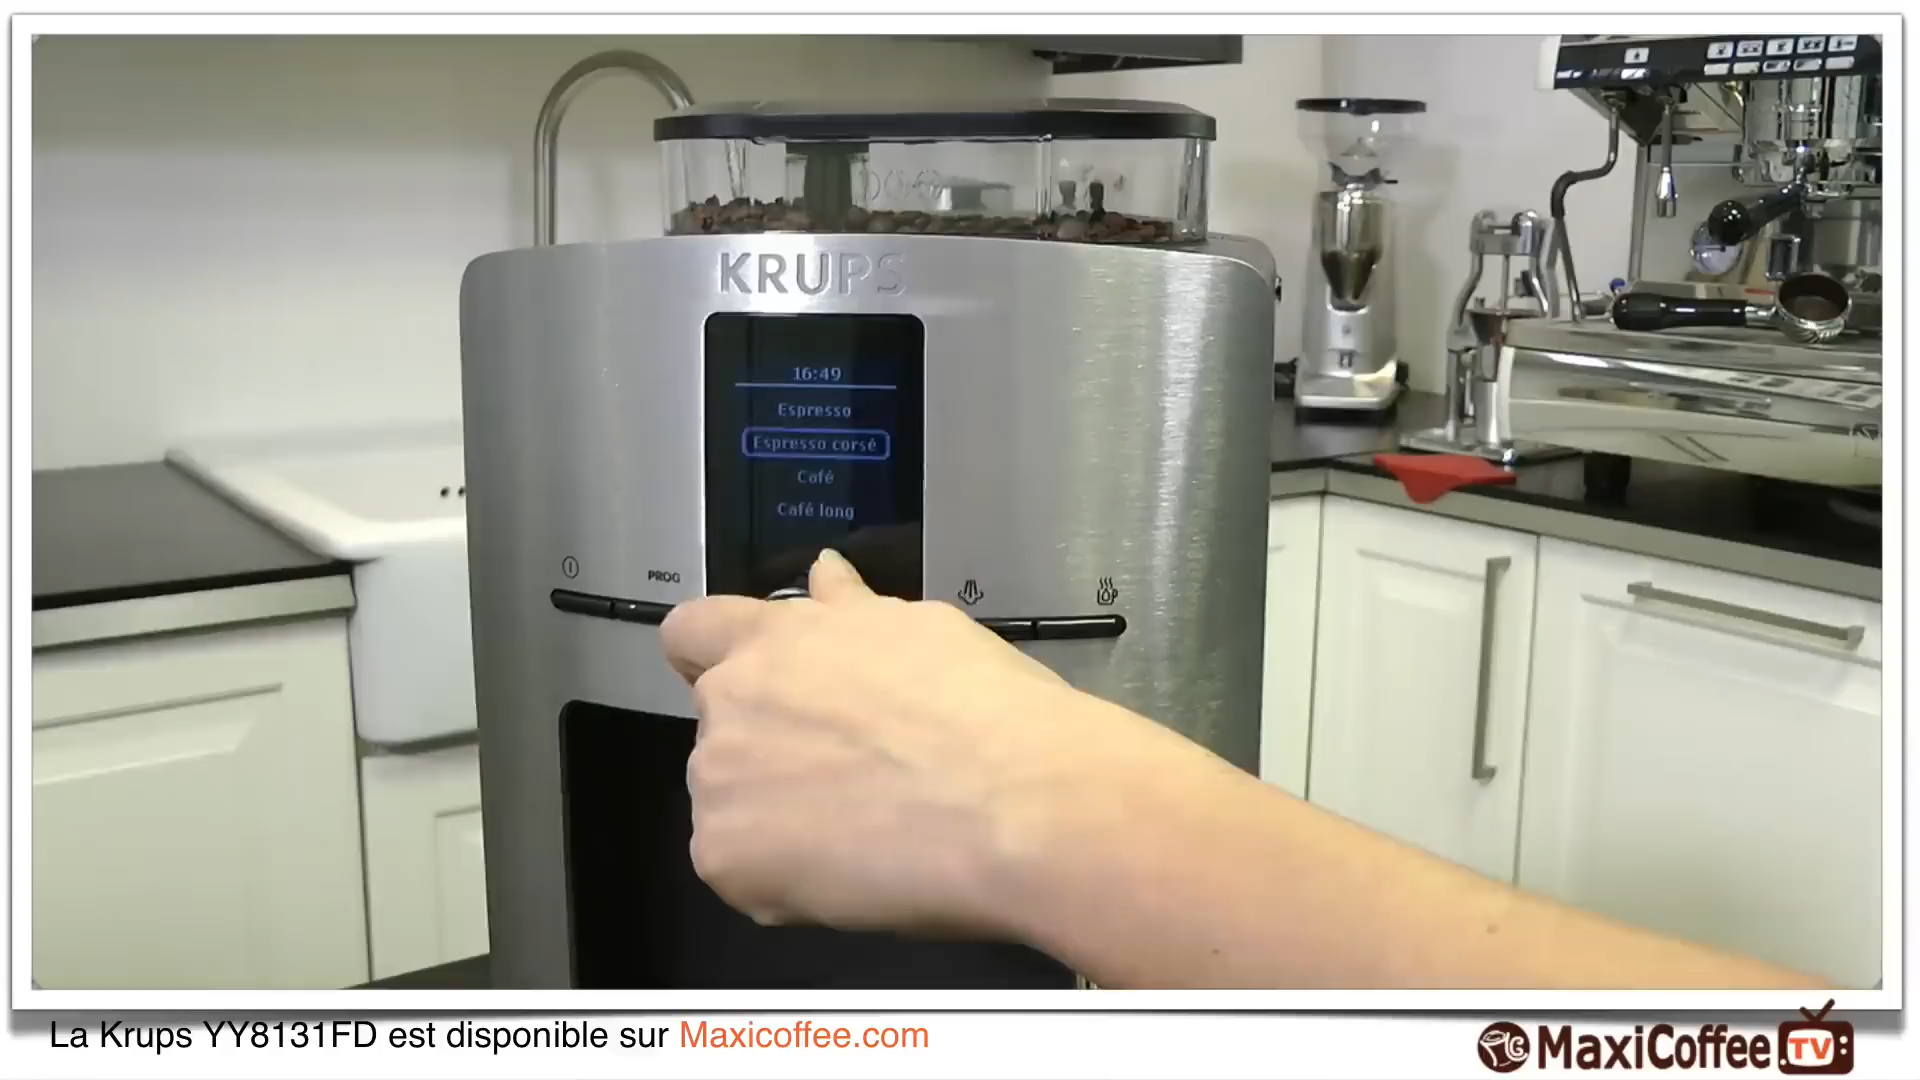 KRUPS
16:49
Espresso
Espresso corsé
Café
Café long
PROG
La Krups YY8131FD est disponible sur Maxicoffee.com
MaxiCoffee TV